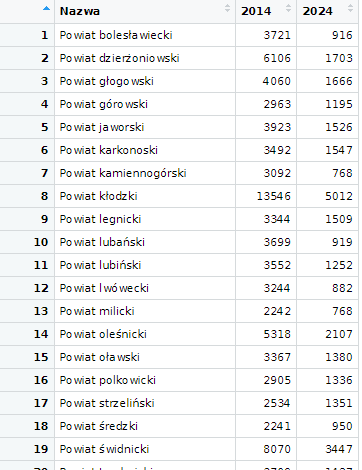 Nazwa 2014 2024
1 Powiat bolesławiecki 3721 916
2 Powiat dzierżoniowski 6106 1703
3 Powiat głogowski 4060 1666
4 Powiat górowski 2963 1195
5 Powiat jaworski 3923 1526
6 Powiat karkonoski 3492 1547
7 Powiat kamiennogórski 3092 768
8 Powiat kłodzki 13546 5012
9 Powiat legnicki 3344 1509
10 Powiat lubański 3699 919
11 Powiat lubiński 3552 1252
12 Powiat lwówecki 3244 882
13 Powiat milicki 2242 768
14 Powiat oleśnicki 5318 2107
15 Powiat oławski 3367 1380
16 Powiat polkowicki 2905 1336
17 Powiat strzeliński 2534 1351
18 Powiat średzki 2241 950
19 Powiat świdnicki 8070 3447